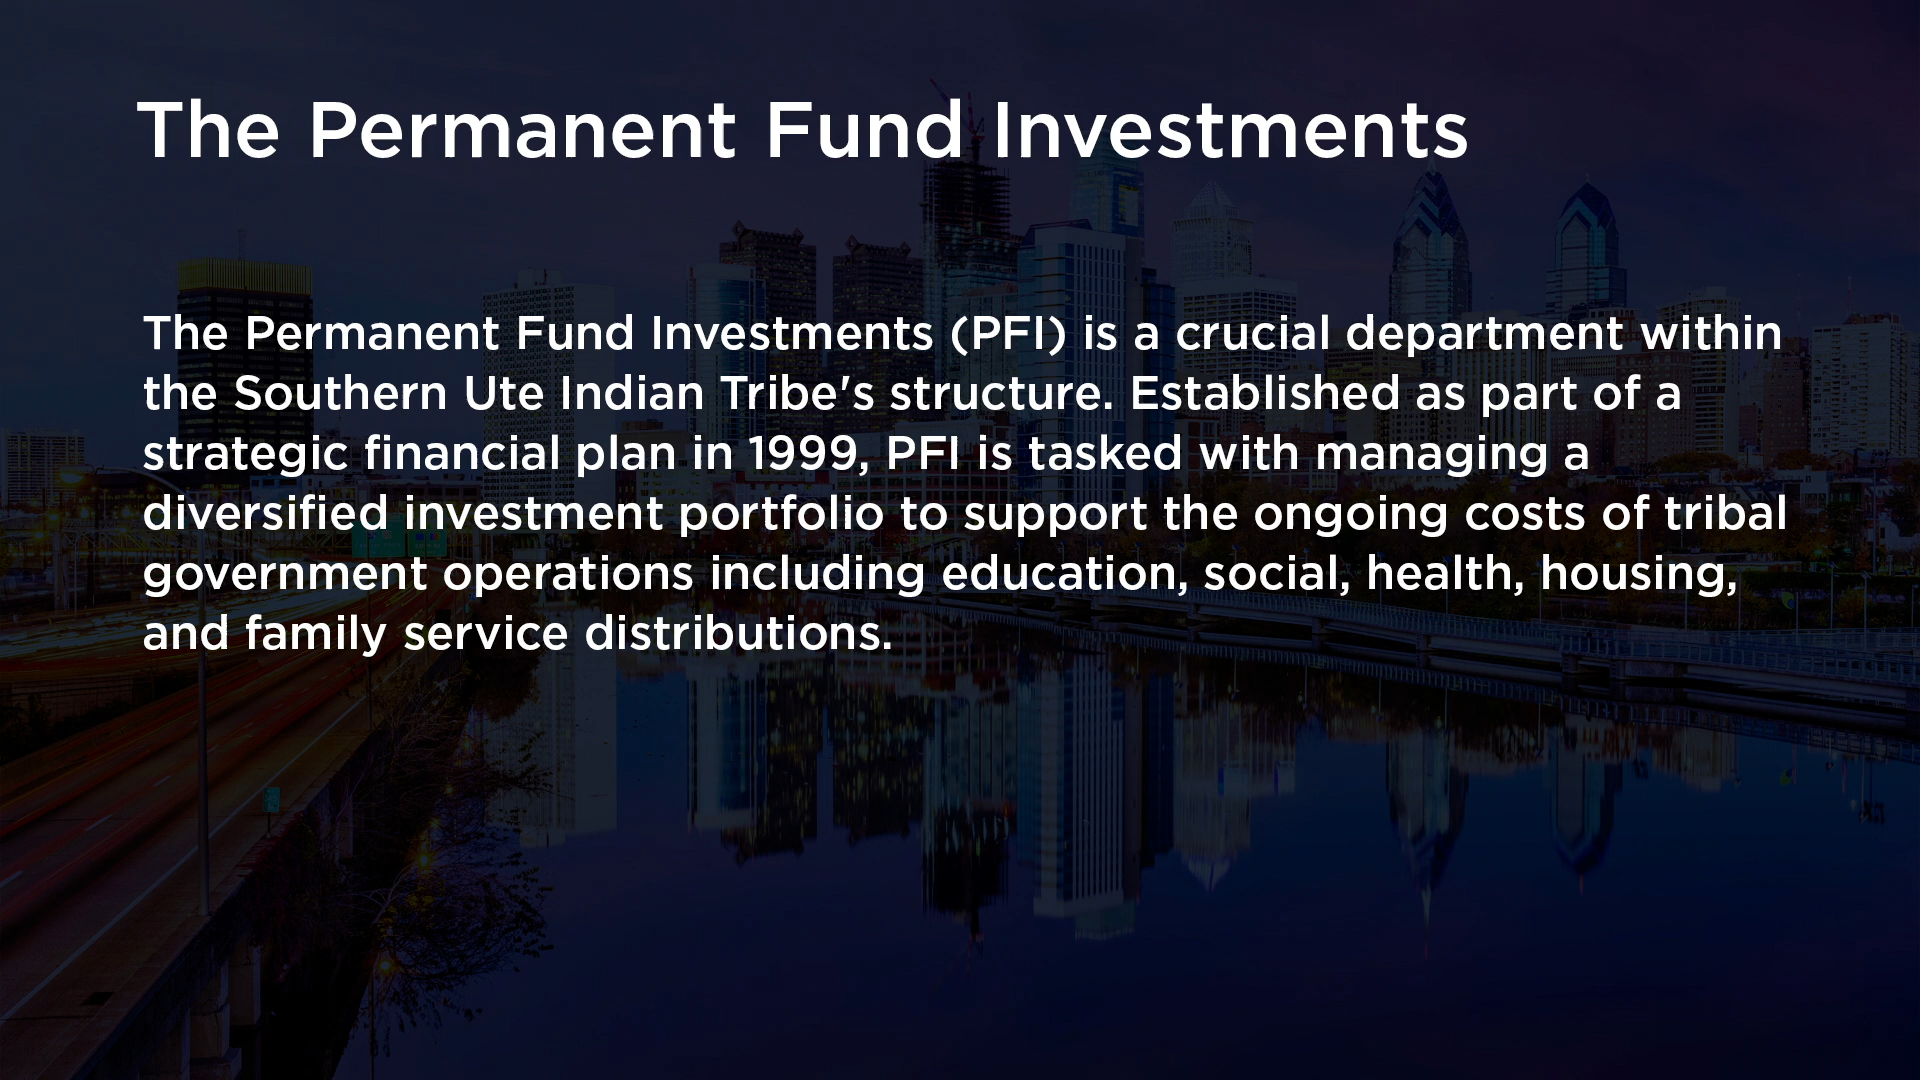 The Permanent Fund Investments
The Permanent Fund Investments (PFI) is a crucial department within
the Southern Ute Indian Tribe's structure. Established as part of a
strategic financial plan in 1999, PFI is tasked with managing a
diversified investment portfolio to support the ongoing costs of tribal
government operations including education, social, health, housing,
and family service distributions.